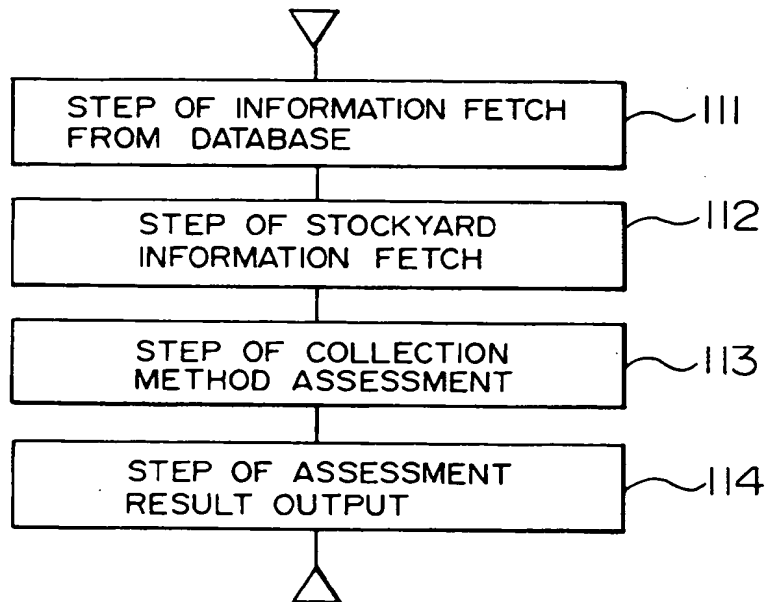 STEP OF INFORMATION FETCH
FROM DATABASE
111
STEP OF STOCKYARD
INFORMATION FETCH
112
STEP OF COLLECTION
METHOD ASSESSMENT
113
STEP OF ASSESSMENT
RESULT OUTPUT
114